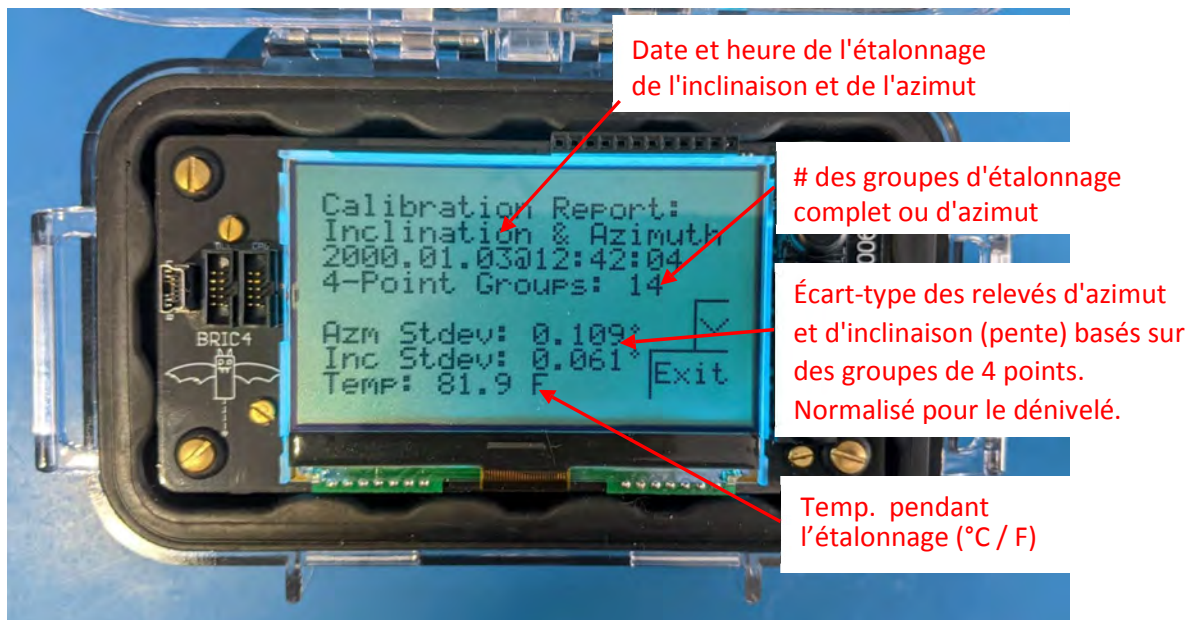 Date et heure de l'étalonnage
de l'inclinaison et de l'azimut
# des groupes d'étalonnage
complet ou d'azimut
Calibration Report:
Inclination & Azimuth
2000.01.03@12:42:04
4-Point Groups: 14
Écart-type des relevés d'azimut
et d'inclinaison (pente) basés sur
des groupes de 4 points.
Normalisé pour le dénivelé.
Azm Stdev: 0.109°
Inc Stdev: 0.061°
Temp: 81.9 F
Exit
BRIC4
Temp. pendant
l’étalonnage (°C / F)